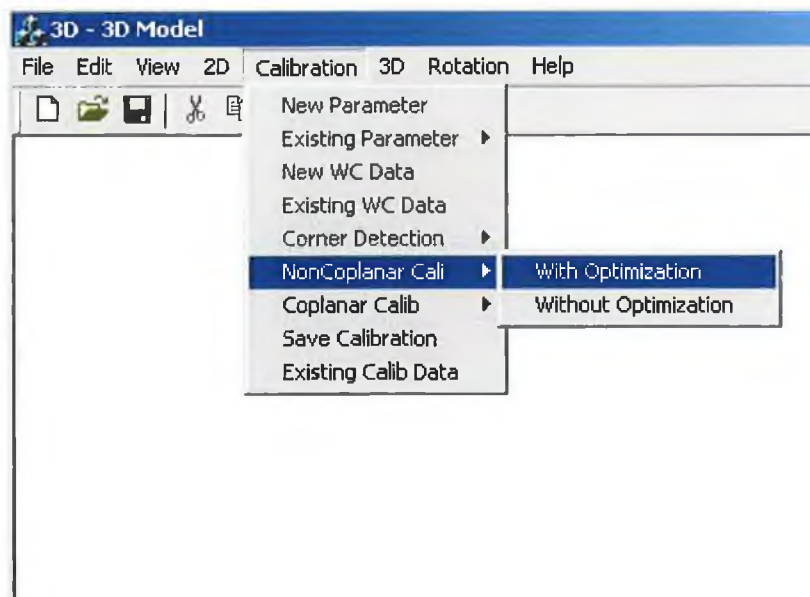 3D - 3D Model
File Edit View 2D Calibration 3D Rotation Help
New Parameter
Existing Parameter
New WC Data
Existing WC Data
Corner Detection
NonCoplanar Cali
With Optimization
Coplanar Calib
Without Optimization
Save Calibration
Existing Calib Data